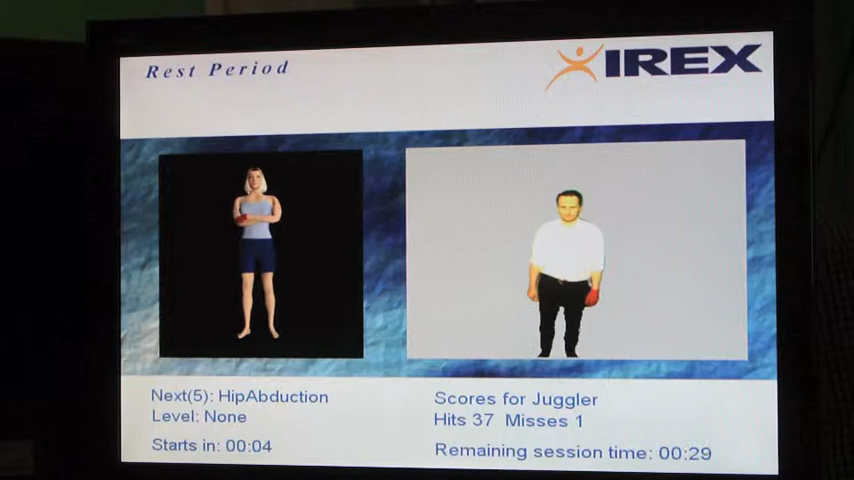 Rest Period
IREX
Next(5): HipAbduction
Level: None
Starts in: 00:04
Scores for Juggler
Hits 37 Misses 1
Remaining session time: 00:29